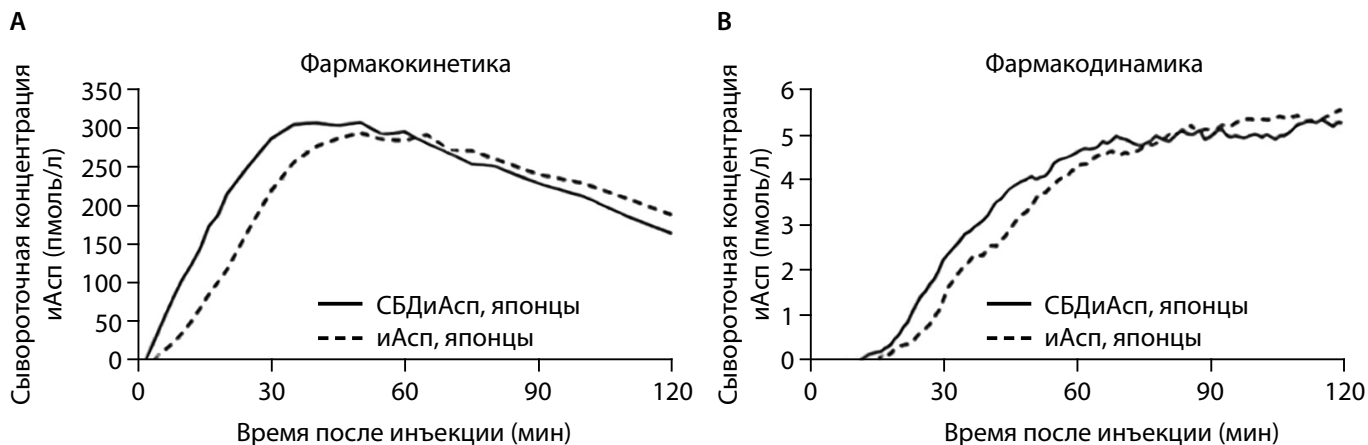 A
Фармакокинетика
Сывороточная концентрация
иАсп (пмоль/л)
350
300
250
200
150
100
50
0
СБДиАсп, японцы
иАсп, японцы
0 30 60 90 120
Время после инъекции (мин)
B
Фармакодинамика
Сывороточная концентрация
иАсп (пмоль/л)
6
5
4
3
2
1
0
СБДиАсп, японцы
иАсп, японцы
0 30 60 90 120
Время после инъекции (мин)